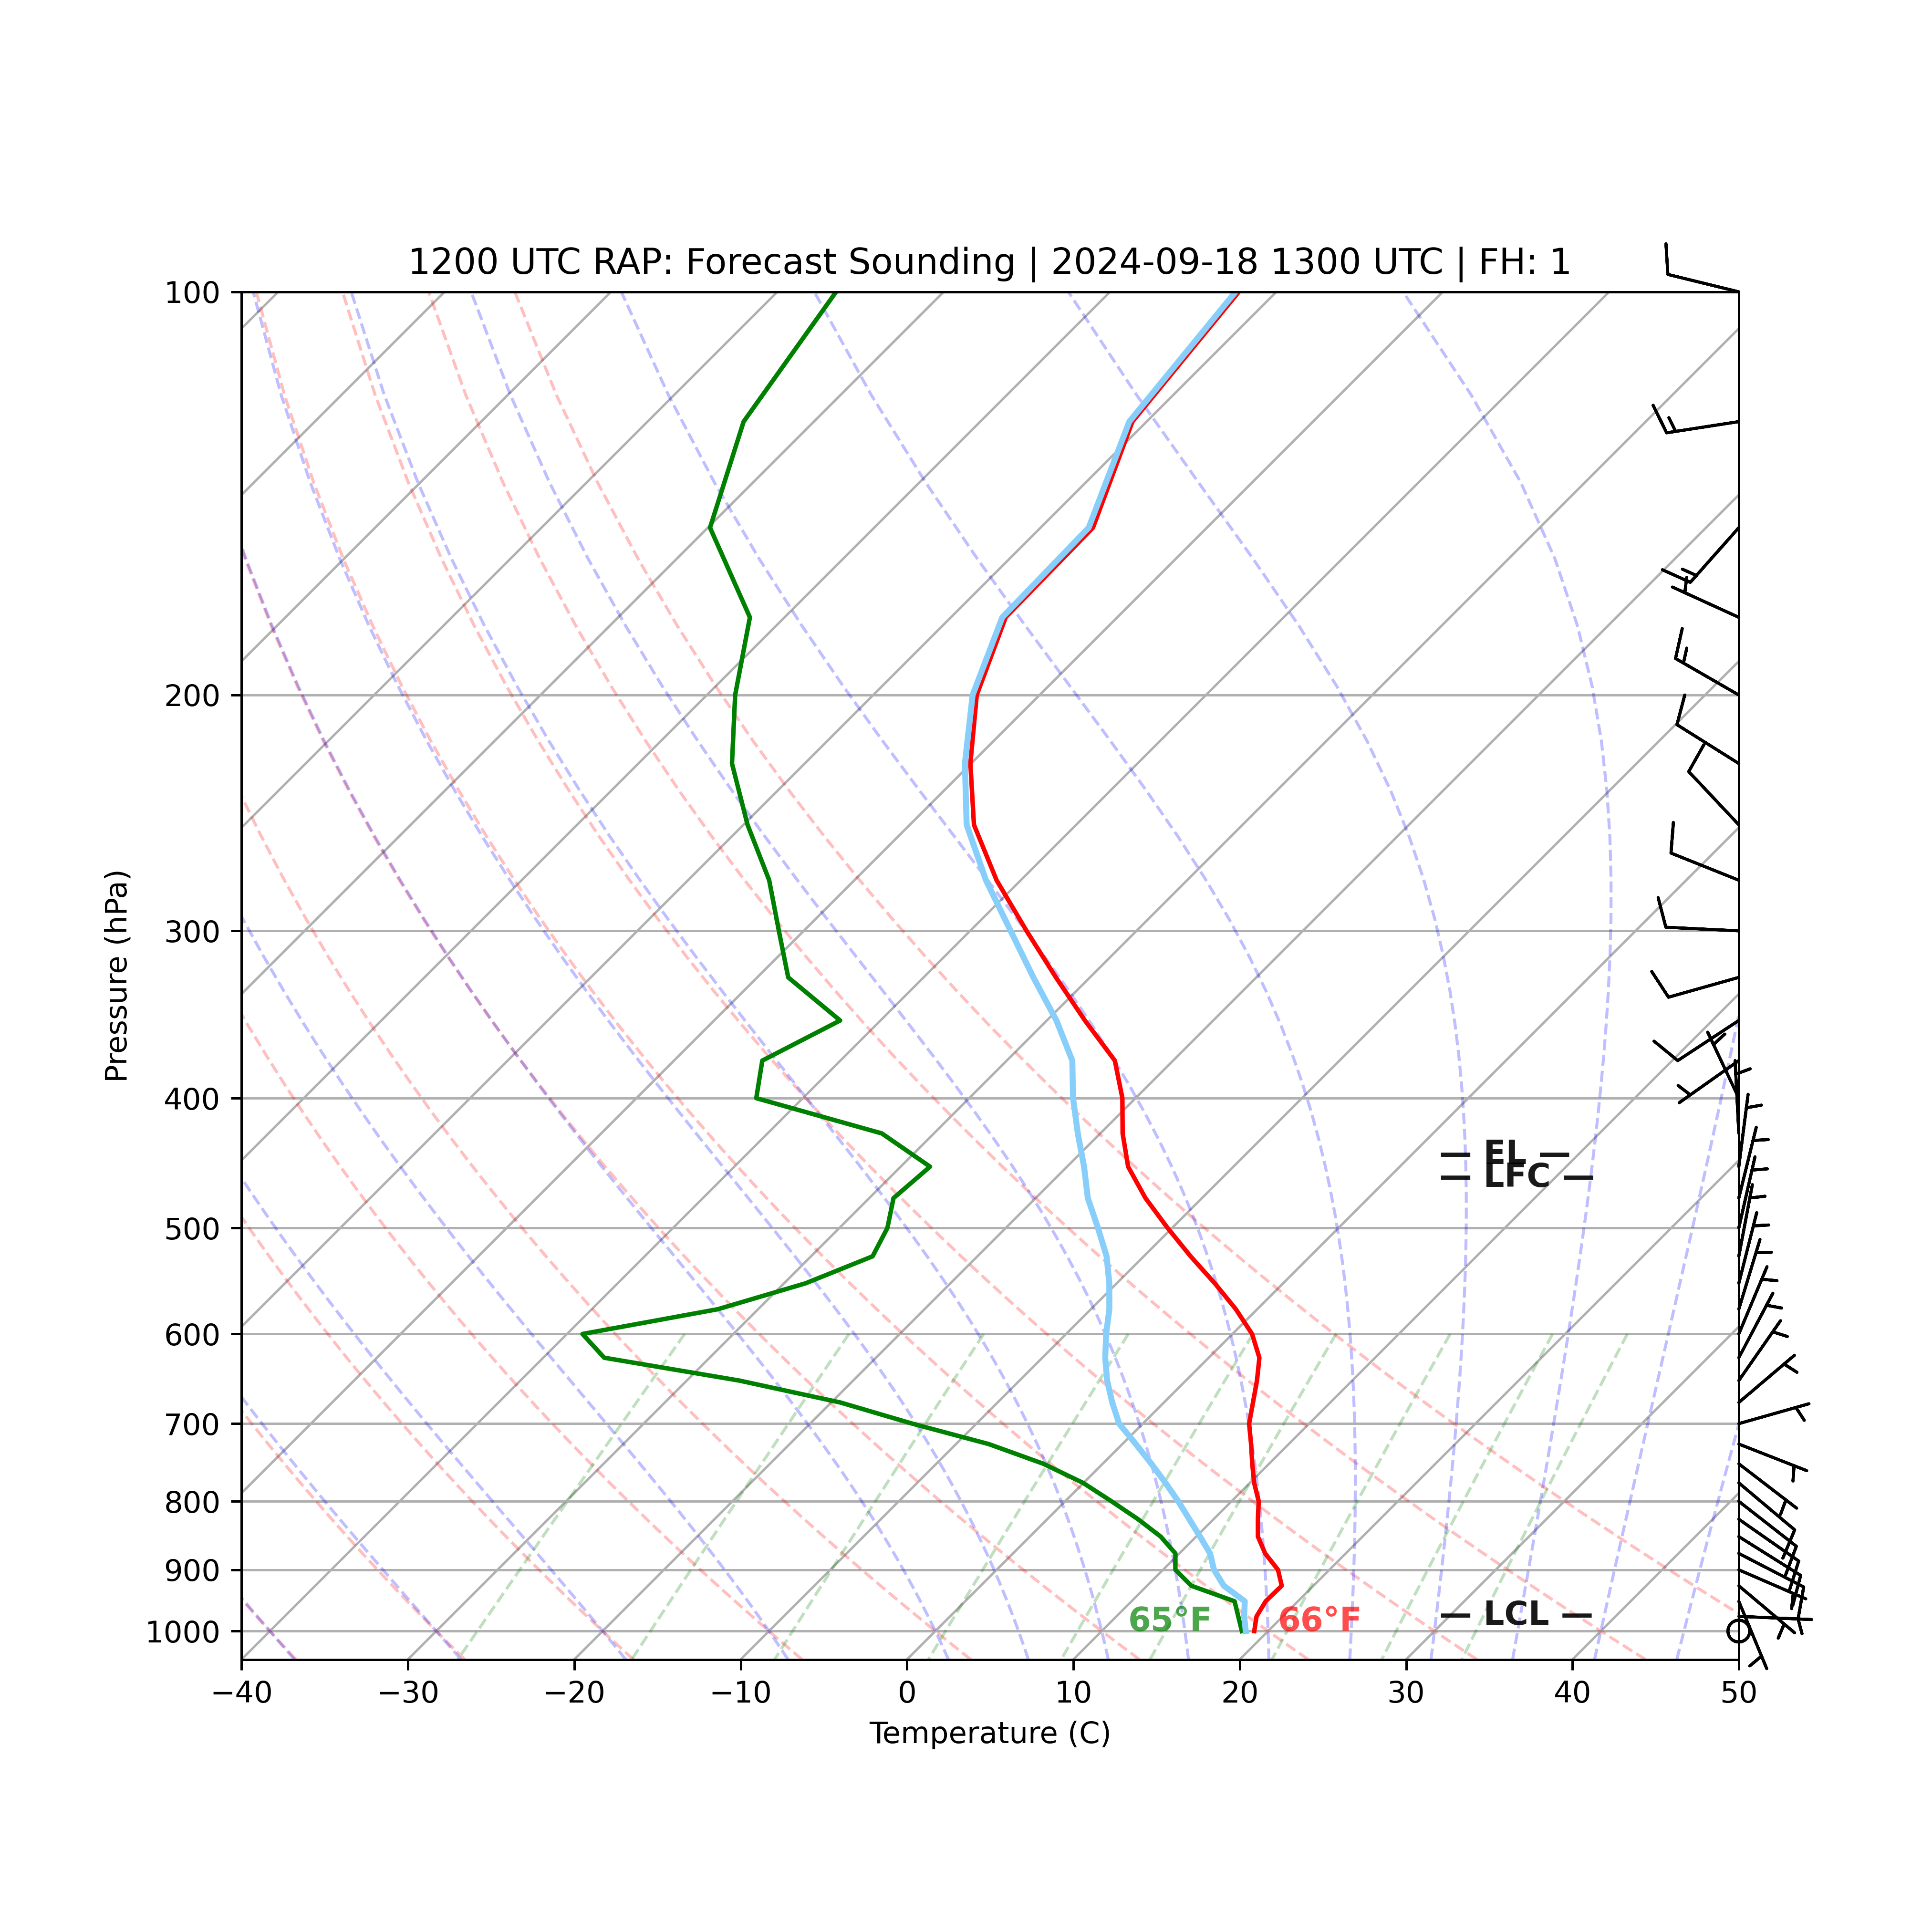 1200 UTC RAP: Forecast Sounding | 2024-09-18 1300 UTC | FH: 1
100
200
300
400
500
600
700
800
900
1000
Pressure (hPa)
— EL —
— LFC —
— LCL —
65°F 66°F
−40 −30 −20 −10 0 10 20 30 40 50
Temperature (C)